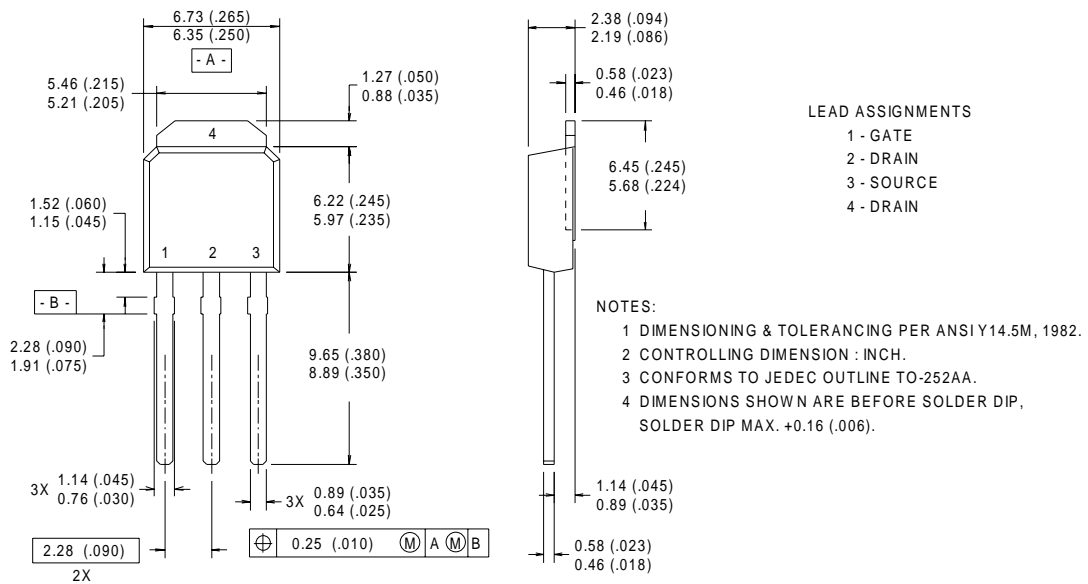 6.73 (.265)
6.35 (.250)
- A -
5.46 (.215)
5.21 (.205)
1.27 (.050)
0.88 (.035)
4
1.52 (.060)
1.15 (.045)
6.22 (.245)
5.97 (.235)
1 2 3
- B -
2.28 (.090)
1.91 (.075)
9.65 (.380)
8.89 (.350)
3X 1.14 (.045)
0.76 (.030)
3X 0.89 (.035)
0.64 (.025)
2.28 (.090)
2X
⌖ 0.25 (.010) Ⓜ A Ⓜ B
2.38 (.094)
2.19 (.086)
0.58 (.023)
0.46 (.018)
6.45 (.245)
5.68 (.224)
1.14 (.045)
0.89 (.035)
0.58 (.023)
0.46 (.018)
LEAD ASSIGNMENTS
1 - GATE
2 - DRAIN
3 - SOURCE
4 - DRAIN
NOTES:
1 DIMENSIONING & TOLERANCING PER ANSI Y14.5M, 1982.
2 CONTROLLING DIMENSION : INCH.
3 CONFORMS TO JEDEC OUTLINE TO-252AA.
4 DIMENSIONS SHOWN ARE BEFORE SOLDER DIP,
SOLDER DIP MAX. +0.16 (.006).